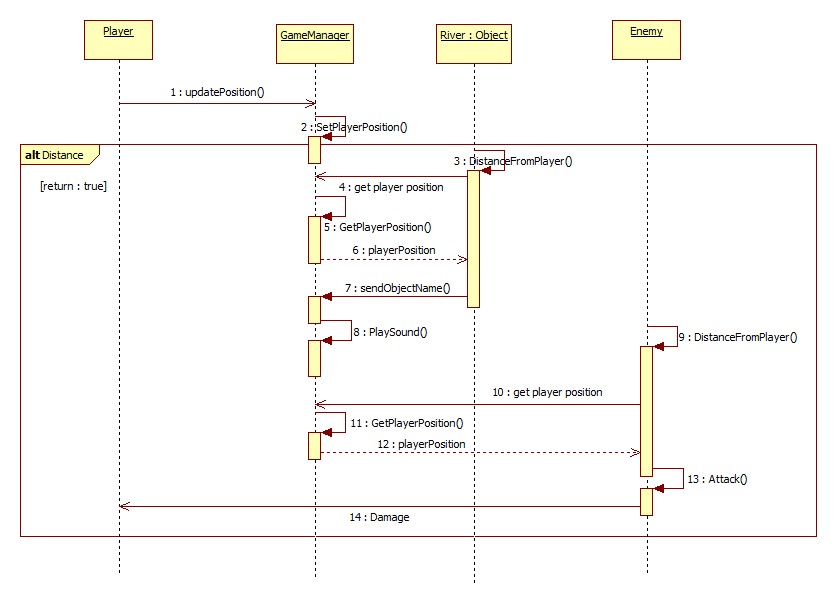 Player
GameManager
River : Object
Enemy
1 : updatePosition()
2 : SetPlayerPosition()
alt Distance
3 : DistanceFromPlayer()
[return : true]
4 : get player position
5 : GetPlayerPosition()
6 : playerPosition
7 : sendObjectName()
8 : PlaySound()
9 : DistanceFromPlayer()
10 : get player position
11 : GetPlayerPosition()
12 : playerPosition
13 : Attack()
14 : Damage